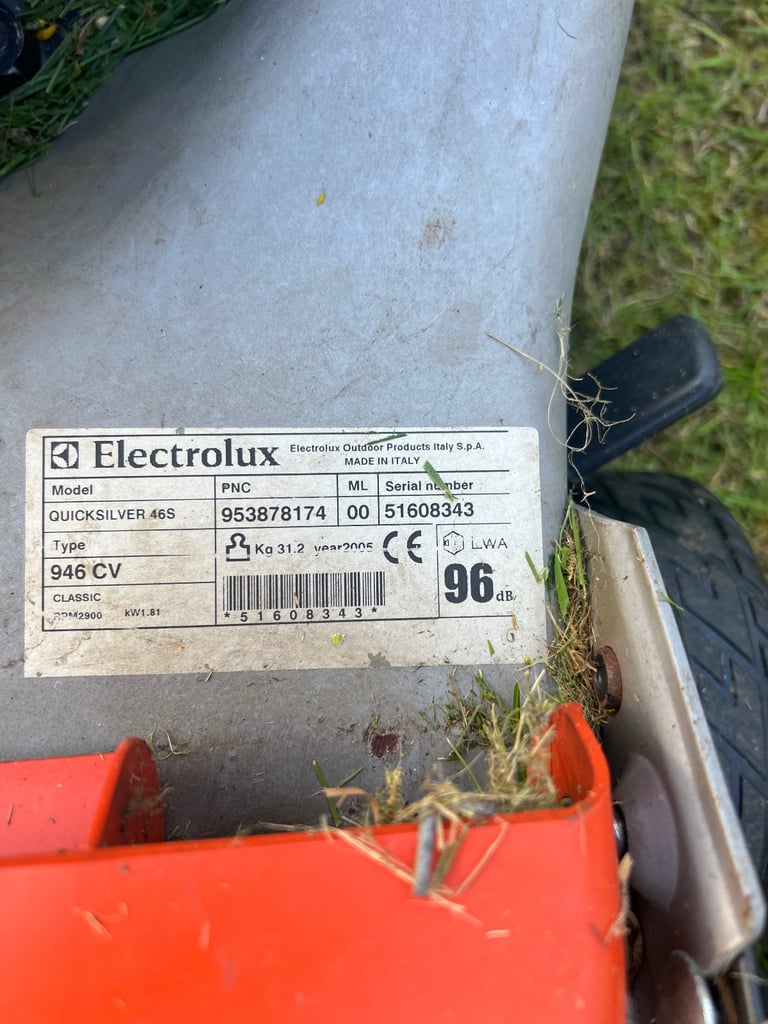 Electrolux Electrolux Outdoor Products Italy S.p.A.
MADE IN ITALY
Model PNC ML Serial number
QUICKSILVER 46S 953878174 00 51608343
Type Kg 31.2 year2005 CE LWA
946 CV 96 dB
CLASSIC
RPM2900 kW1.81 *51608343*